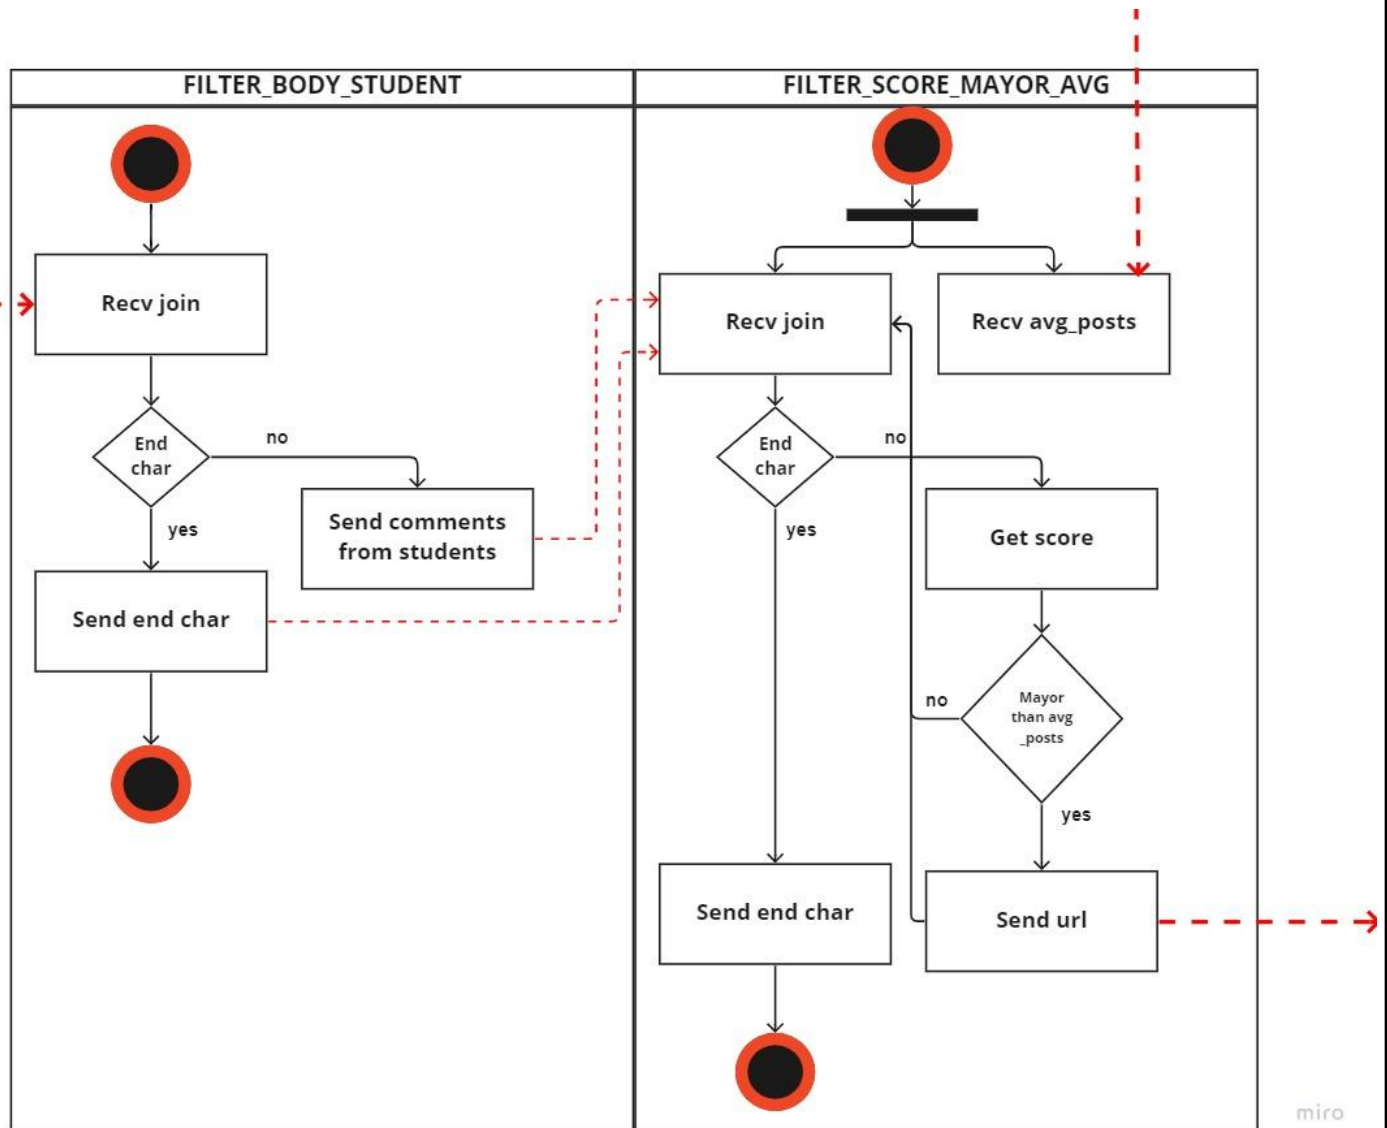 FILTER_BODY_STUDENT
Recv join
End
char
no
yes
Send comments
from students
Send end char
FILTER_SCORE_MAYOR_AVG
Recv join
Recv avg_posts
End
char
no
yes
Get score
Mayor
than avg
_posts
no
yes
Send end char
Send url
miro